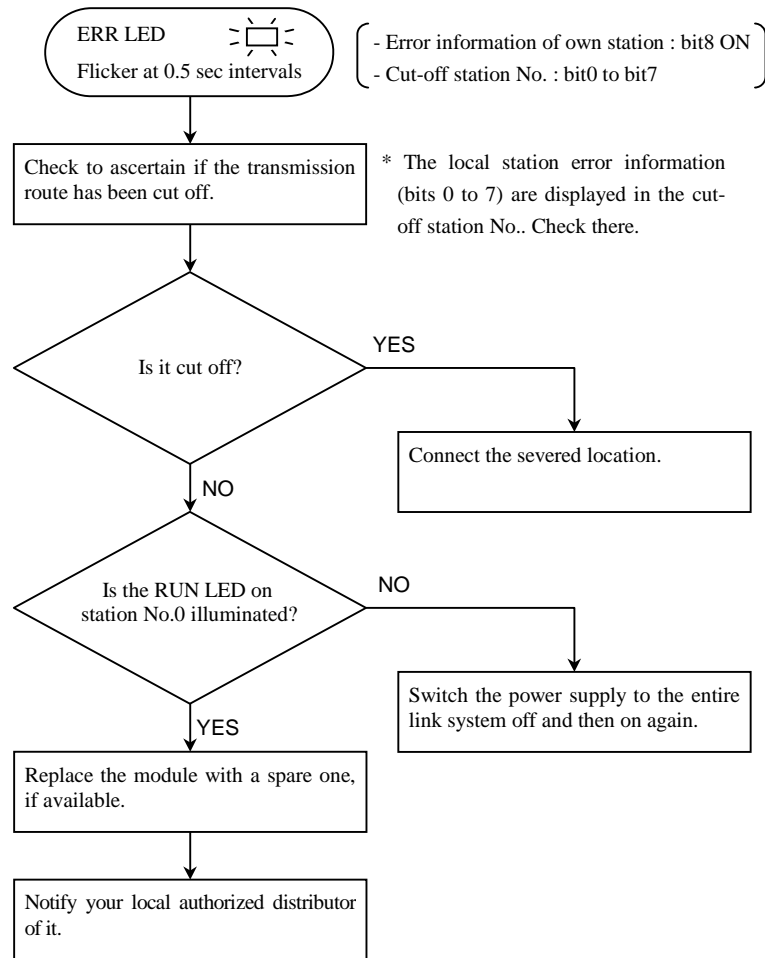 ERR LED
Flicker at 0.5 sec intervals
- Error information of own station : bit8 ON
- Cut-off station No. : bit0 to bit7
Check to ascertain if the transmission
route has been cut off.
* The local station error information
(bits 0 to 7) are displayed in the cut-
off station No.. Check there.
Is it cut off?
YES
Connect the severed location.
NO
Is the RUN LED on
station No.0 illuminated?
NO
Switch the power supply to the entire
link system off and then on again.
YES
Replace the module with a spare one,
if available.
Notify your local authorized distributor
of it.